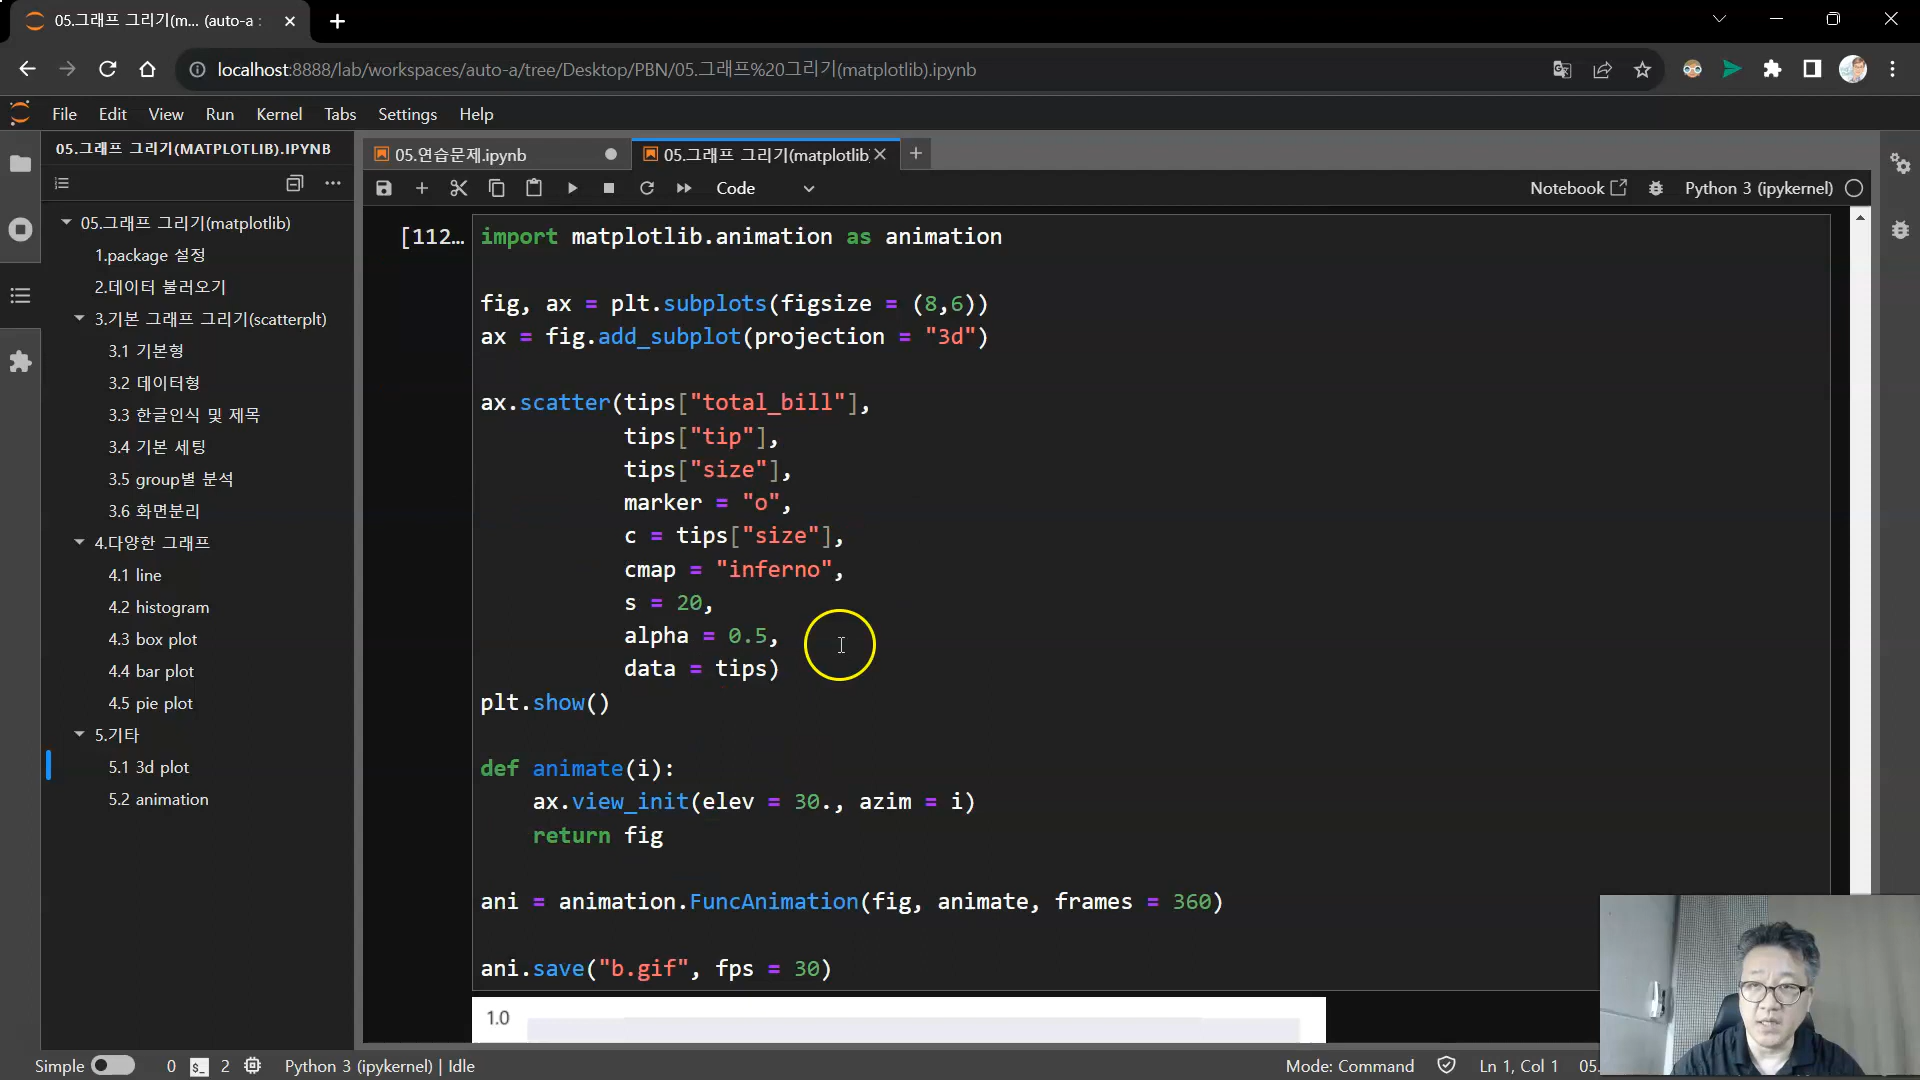 05.그래프 그리기(m... (auto-a :
localhost:8888/lab/workspaces/auto-a/tree/Desktop/PBN/05.그래프%20그리기(matplotlib).ipynb
File Edit View Run Kernel Tabs Settings Help
05.그래프 그리기(MATPLOTLIB).IPYNB
05.연습문제.ipynb
05.그래프 그리기(matplotlib
Code
Notebook
Python 3 (ipykernel)
05.그래프 그리기(matplotlib)
1.package 설정
2.데이터 불러오기
3.기본 그래프 그리기(scatterplt)
3.1 기본형
3.2 데이터형
3.3 한글인식 및 제목
3.4 기본 세팅
3.5 group별 분석
3.6 화면분리
4.다양한 그래프
4.1 line
4.2 histogram
4.3 box plot
4.4 bar plot
4.5 pie plot
5.기타
5.1 3d plot
5.2 animation
[112…
import matplotlib.animation as animation
fig, ax = plt.subplots(figsize = (8,6))
ax = fig.add_subplot(projection = "3d")
ax.scatter(tips["total_bill"],
tips["tip"],
tips["size"],
marker = "o",
c = tips["size"],
cmap = "inferno",
s = 20,
alpha = 0.5,
data = tips)
plt.show()
def animate(i):
ax.view_init(elev = 30., azim = i)
return fig
ani = animation.FuncAnimation(fig, animate, frames = 360)
ani.save("b.gif", fps = 30)
1.0
Simple 0 2 Python 3 (ipykernel) | Idle
Mode: Command Ln 1, Col 1 05.